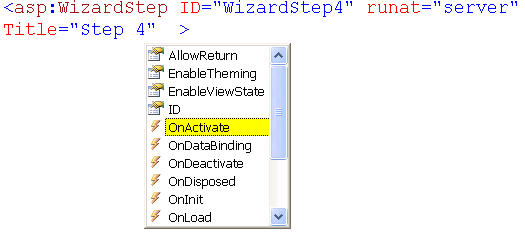 <asp:WizardStep ID="WizardStep4" runat="server"
Title="Step 4"  >
AllowReturn
EnableTheming
EnableViewState
ID
OnActivate
OnDataBinding
OnDeactivate
OnDisposed
OnInit
OnLoad